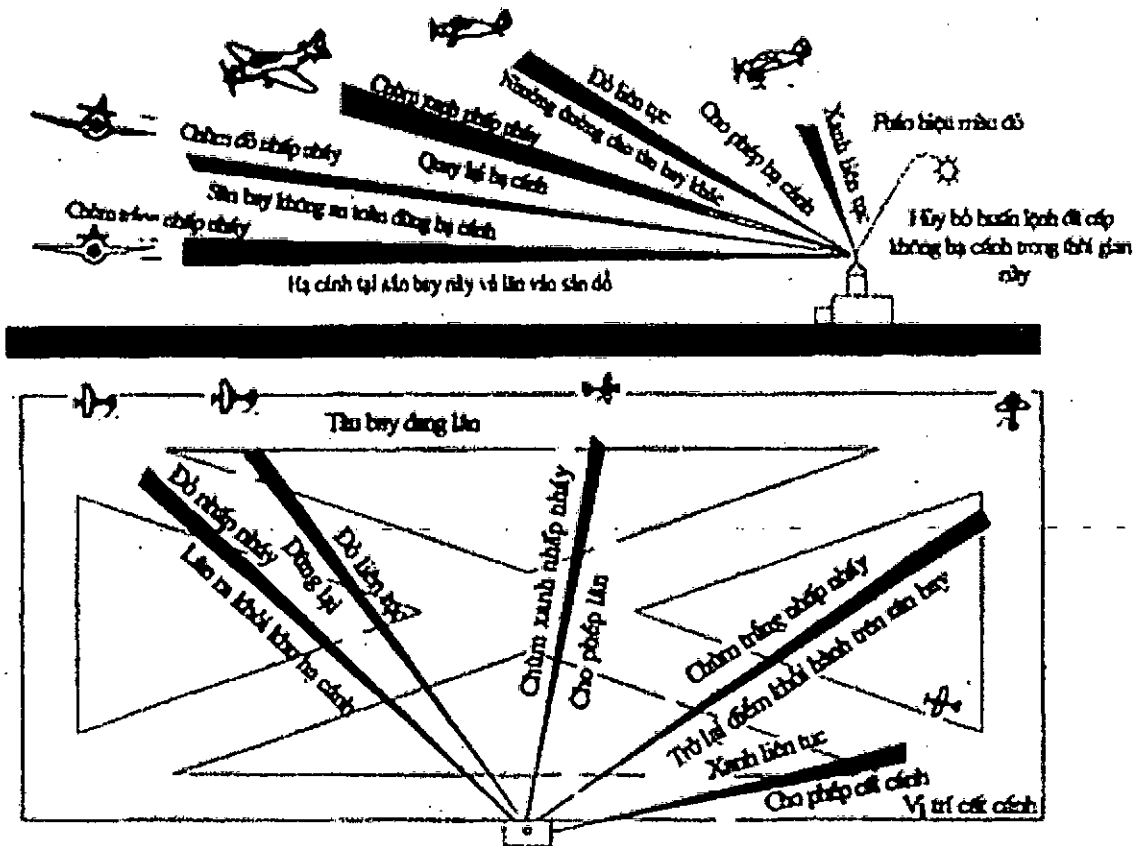 Chùm xanh nhấp nháy
Quay lại hạ cánh
Đỏ liên tục
Nhường đường cho tàu bay khác
Cho phép hạ cánh
Xanh liên tục
Pháo hiệu màu đỏ
Chùm đỏ nhấp nháy
Sân bay không an toàn đừng hạ cánh
Chùm trắng nhấp nháy
Hạ cánh tại sân bay này và lăn vào sân đỗ
Hủy bỏ huấn lệnh đã cấp
không hạ cánh trong thời gian
này
Tàu bay đang lăn
Đỏ nhấp nháy
Lăn ra khỏi khu hạ cánh
Đỏ liên tục
Dừng lại
Chùm xanh nhấp nháy
Cho phép lăn
Chùm trắng nhấp nháy
Trở lại điểm khởi hành trên sân bay
Xanh liên tục
Cho phép cất cánh
Vị trí cất cánh